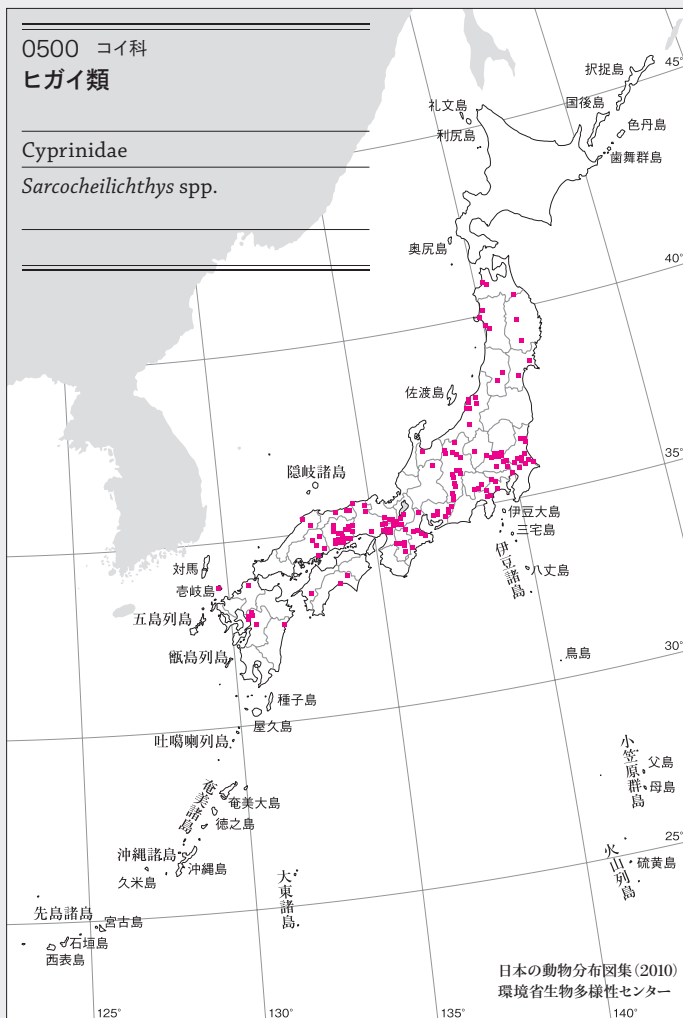 0500 コイ科
ヒガイ類
Cyprinidae
Sarcocheilichthys spp.
択捉島
45°
国後島
礼文島
色丹島
利尻島
歯舞群島
奥尻島
40°
佐渡島
35°
隠岐諸島
伊豆大島
三宅島
伊豆諸島
八丈島
対馬
壱岐島
五島列島
甑島列島
鳥島
30°
種子島
屋久島
吐噶喇列島
小笠原群島
父島
母島
奄美諸島
奄美大島
徳之島
25°
沖縄諸島
沖縄島
久米島
火山列島
硫黄島
大東諸島
先島諸島
宮古島
石垣島
西表島
日本の動物分布図集(2010)
環境省生物多様性センター
125°
130°
135°
140°